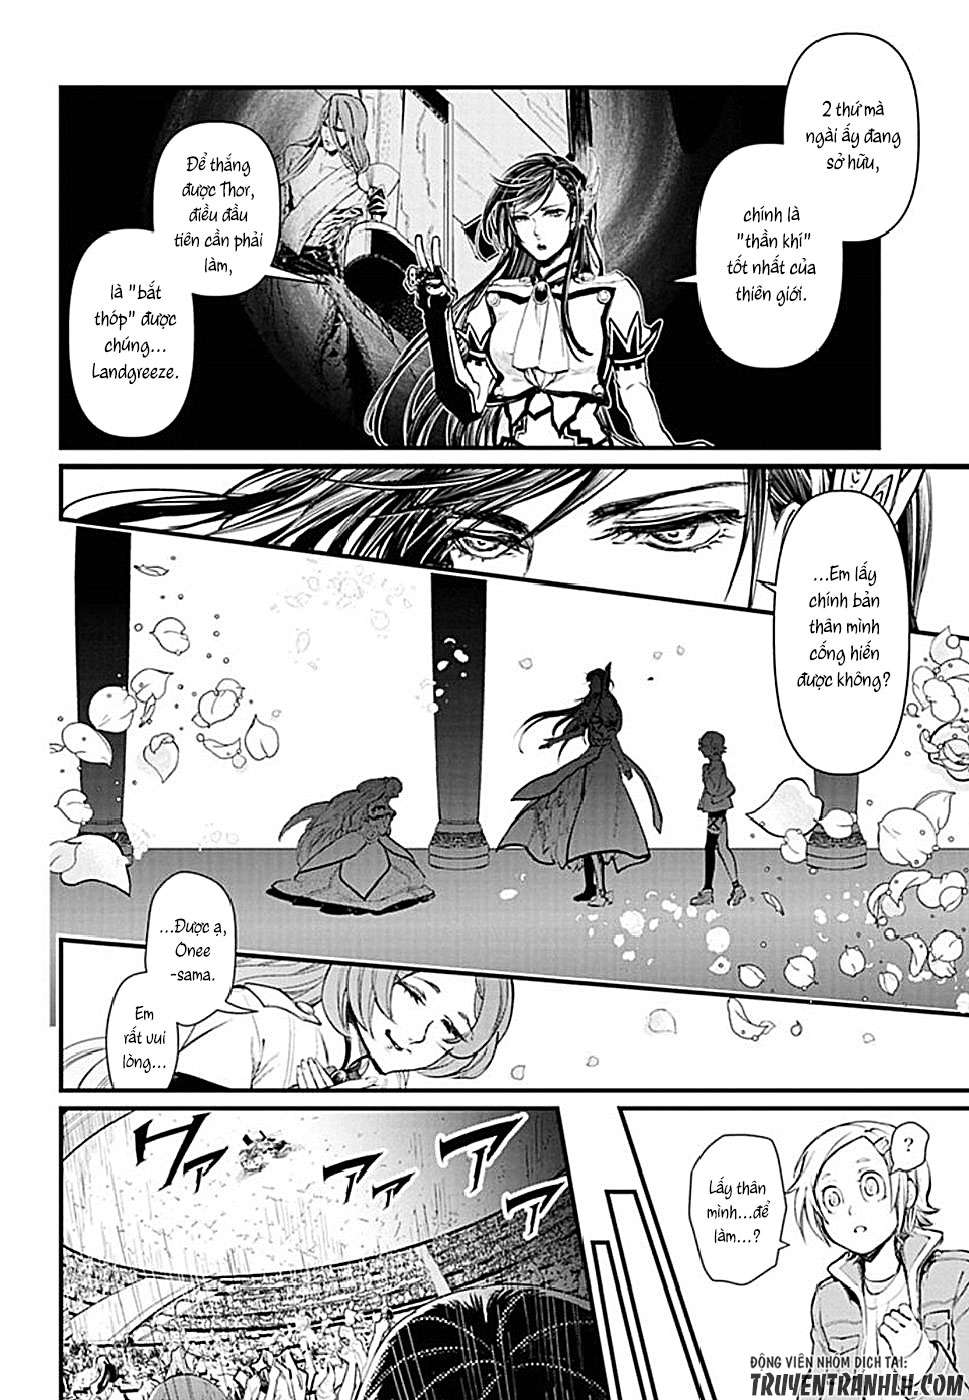 2 thứ mà
ngài ấy đang
sở hữu,
chính là
"thần khí"
tốt nhất của
thiên giới.
Để thắng
được Thor,
điều đầu
tiên cần phải
làm,
là "bắt
thóp" được
chúng...
Landgreeze.
...Em lấy
chính bản
thân mình
cống hiến
được không?
...Được ạ,
Onee
-sama.
Em
rất vui
lòng...
?
Lấy thân
mình...để
làm...?
ワァ
ァァ
ァ
ĐỘNG VIÊN NHÓM DỊCH TẠI:
TRUYENTRANHLH.COM